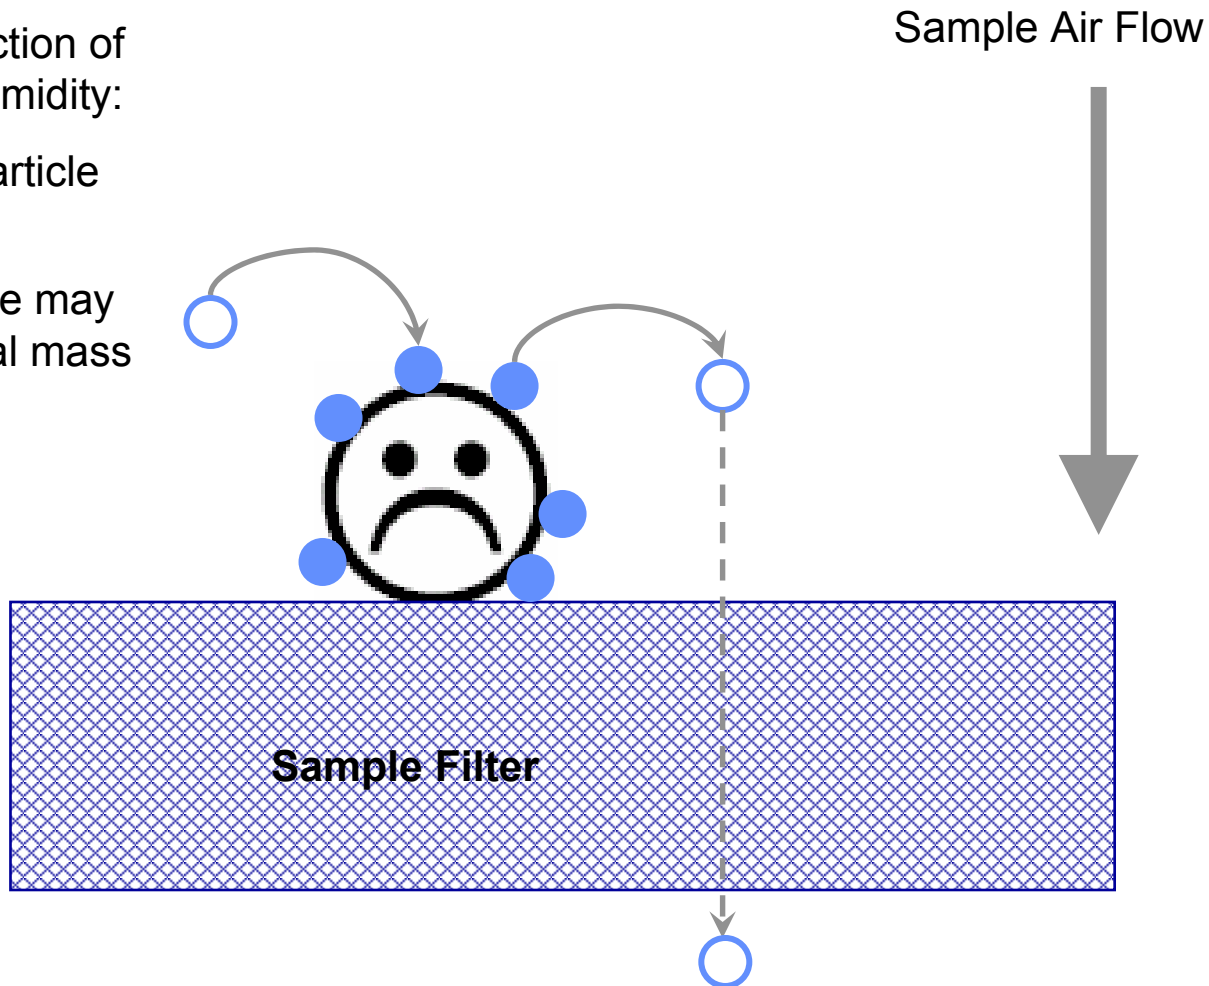 Sample Air Flow
ction of
midity:
article
e may
al mass
Sample Filter